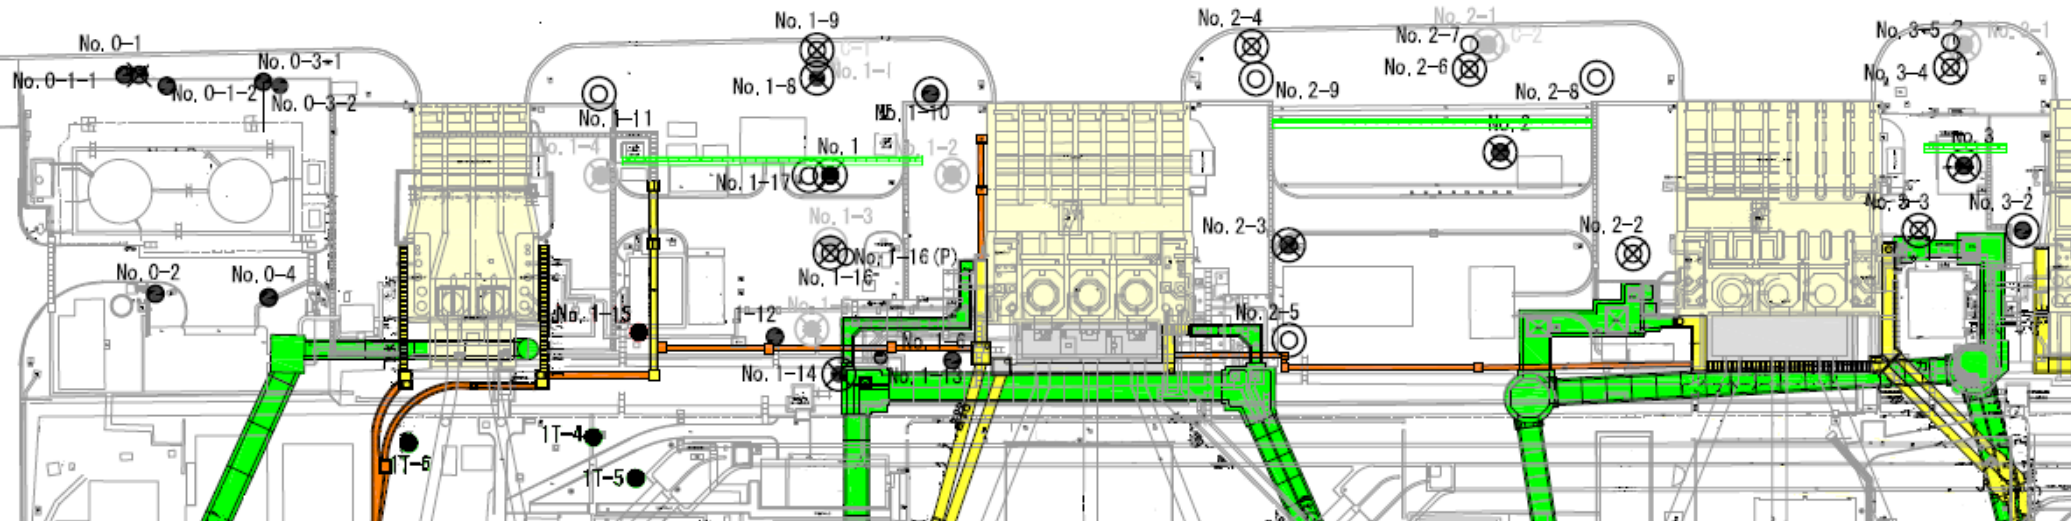 No. 0-1
No. 0-1-1
No. 0-1-2
No. 0-3-1
No. 0-3-2
No. 0-2
No. 0-4
No. 1-9
C-1
No. 1-1
No. 1-8
No. 1-11
No. 1-10
1-4
No. 1
1-2
No. 1-17
No. 1-3
No. 1-16(P)
No. 1-16
No. 1-15
1-12
No. 1-6
No. 1-14
No. 1-13
1T-4
1T-6
1T-5
No. 2-4
No. 2-1
No. 2-7
C-2
No. 2-6
No. 2-9
No. 2-8
No. 2
No. 2-3
No. 2-2
No. 2-5
No. 3-5
No. 3-1
No. 3-4
No. 3
No. 3-3
No. 3-2